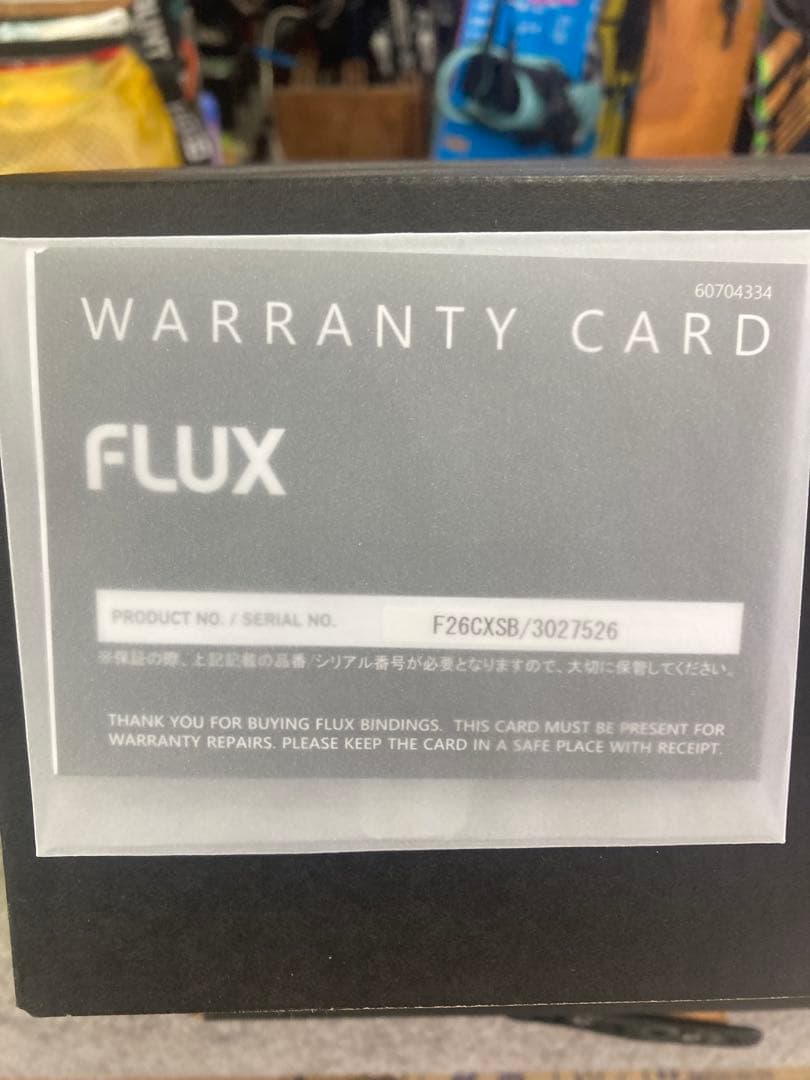 60704334
WARRANTY CARD
FLUX
PRODUCT NO. / SERIAL NO. F26CXSB/3027526
※保証の際、上記記載の品番/シリアル番号が必要となりますので、大切に保管してください。
THANK YOU FOR BUYING FLUX BINDINGS. THIS CARD MUST BE PRESENT FOR
WARRANTY REPAIRS. PLEASE KEEP THE CARD IN A SAFE PLACE WITH RECEIPT.